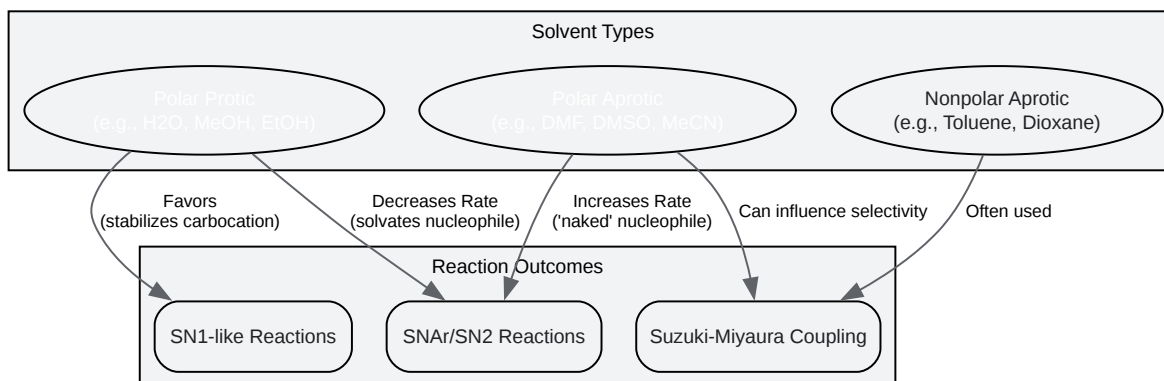 Solvent Types
Polar Protic
(e.g., H2O, MeOH, EtOH)
Polar Aprotic
(e.g., DMF, DMSO, MeCN)
Nonpolar Aprotic
(e.g., Toluene, Dioxane)
Favors
(stabilizes carbocation)
Decreases Rate
(solvates nucleophile)
Increases Rate
('naked' nucleophile)
Can influence selectivity
Often used
Reaction Outcomes
SN1-like Reactions
SNAr/SN2 Reactions
Suzuki-Miyaura Coupling